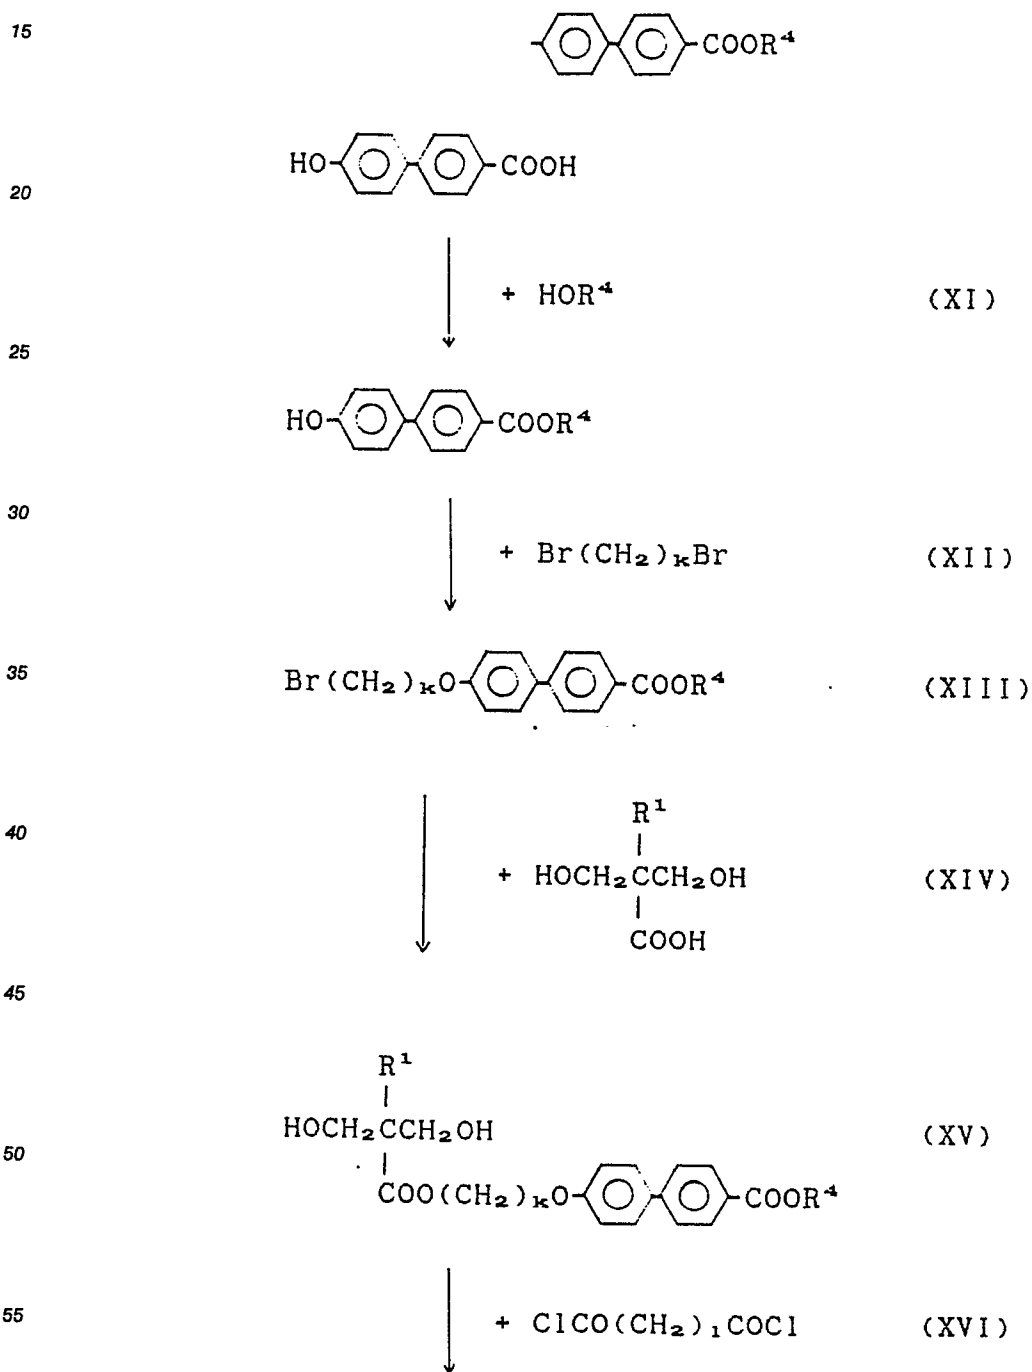 15
COOR⁴
HO COOH
20
+ HOR⁴ (XI)
25
HO COOR⁴
30
+ Br(CH₂)ₖBr (XII)
35 Br(CH₂)ₖO COOR⁴ (XIII)
R¹
40
+ HOCH₂CCH₂OH (XIV)
COOH
45
R¹
HOCH₂CCH₂OH (XV)
50
COO(CH₂)ₖO COOR⁴
55 + ClCO(CH₂)₁COCl (XVI)